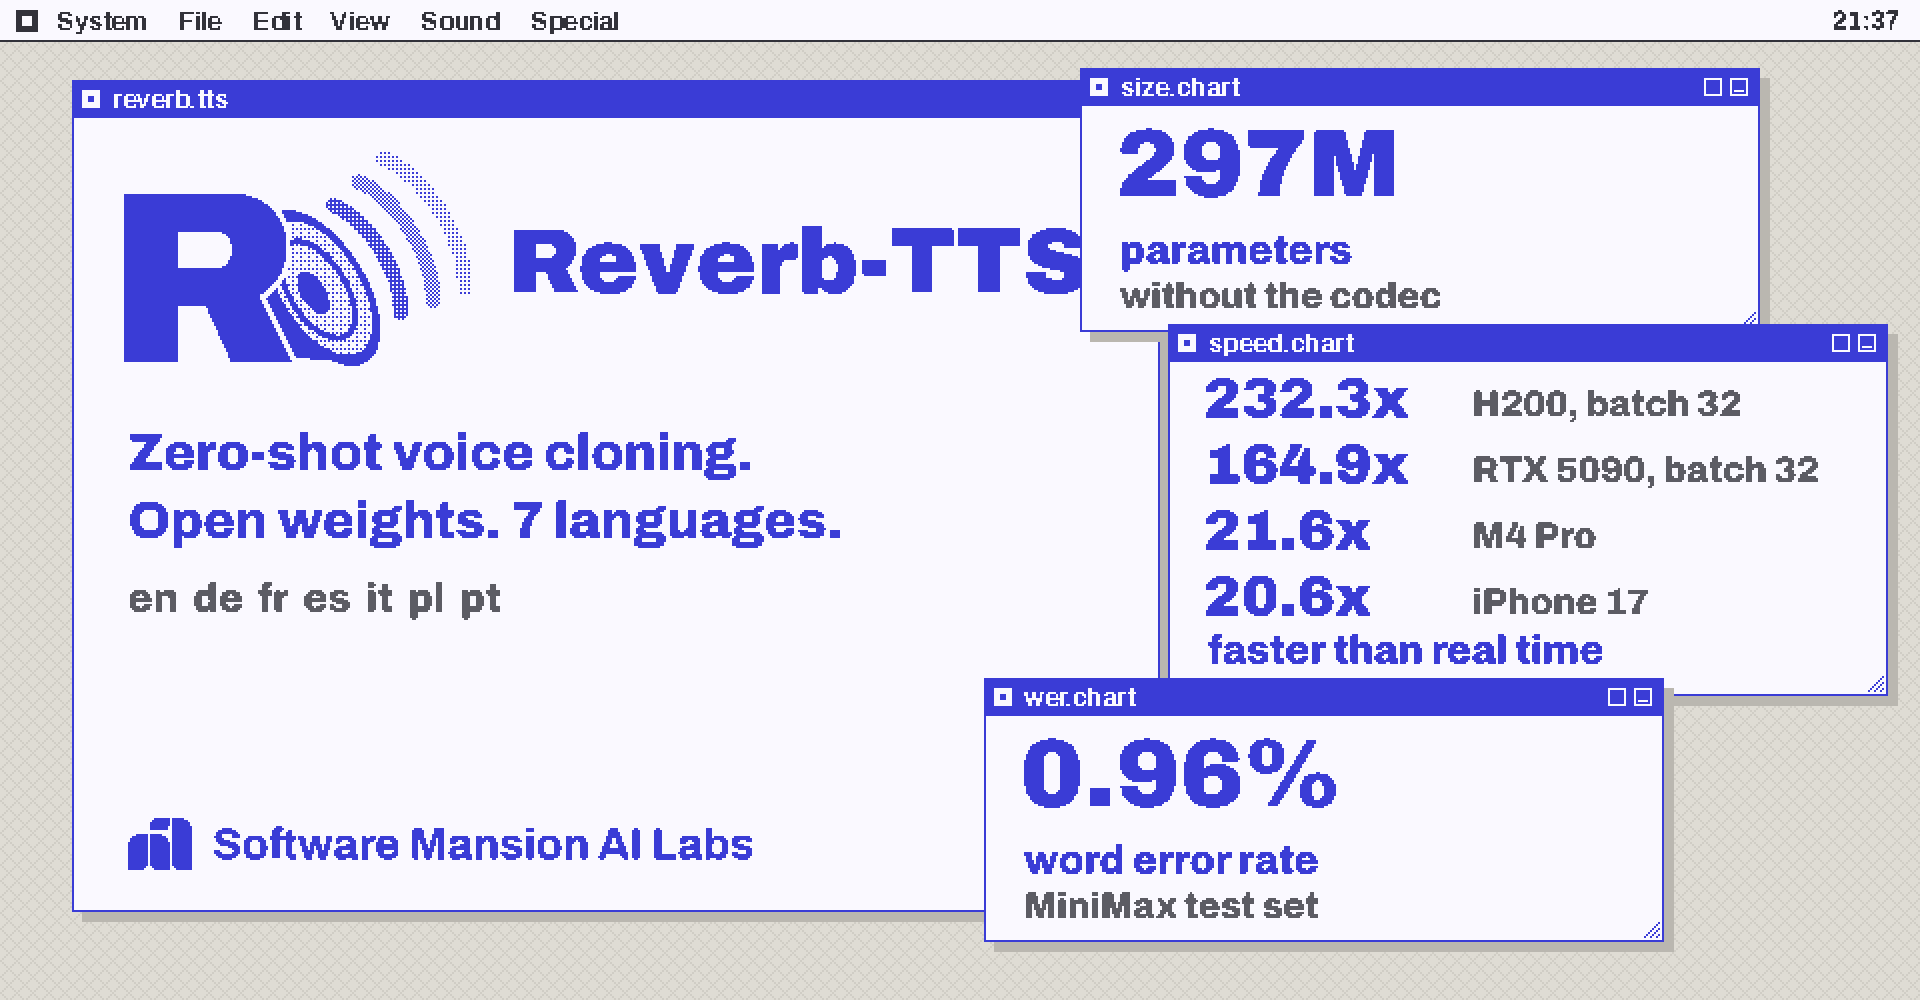 System File Edit View Sound Special 21:37
reverb.tts
Reverb-TTS
Zero-shot voice cloning.
Open weights. 7 languages.
en de fr es it pl pt
Software Mansion AI Labs
size.chart
297M
parameters
without the codec
speed.chart
232.3x H200, batch 32
164.9x RTX 5090, batch 32
21.6x M4 Pro
20.6x iPhone 17
faster than real time
wer.chart
0.96%
word error rate
MiniMax test set